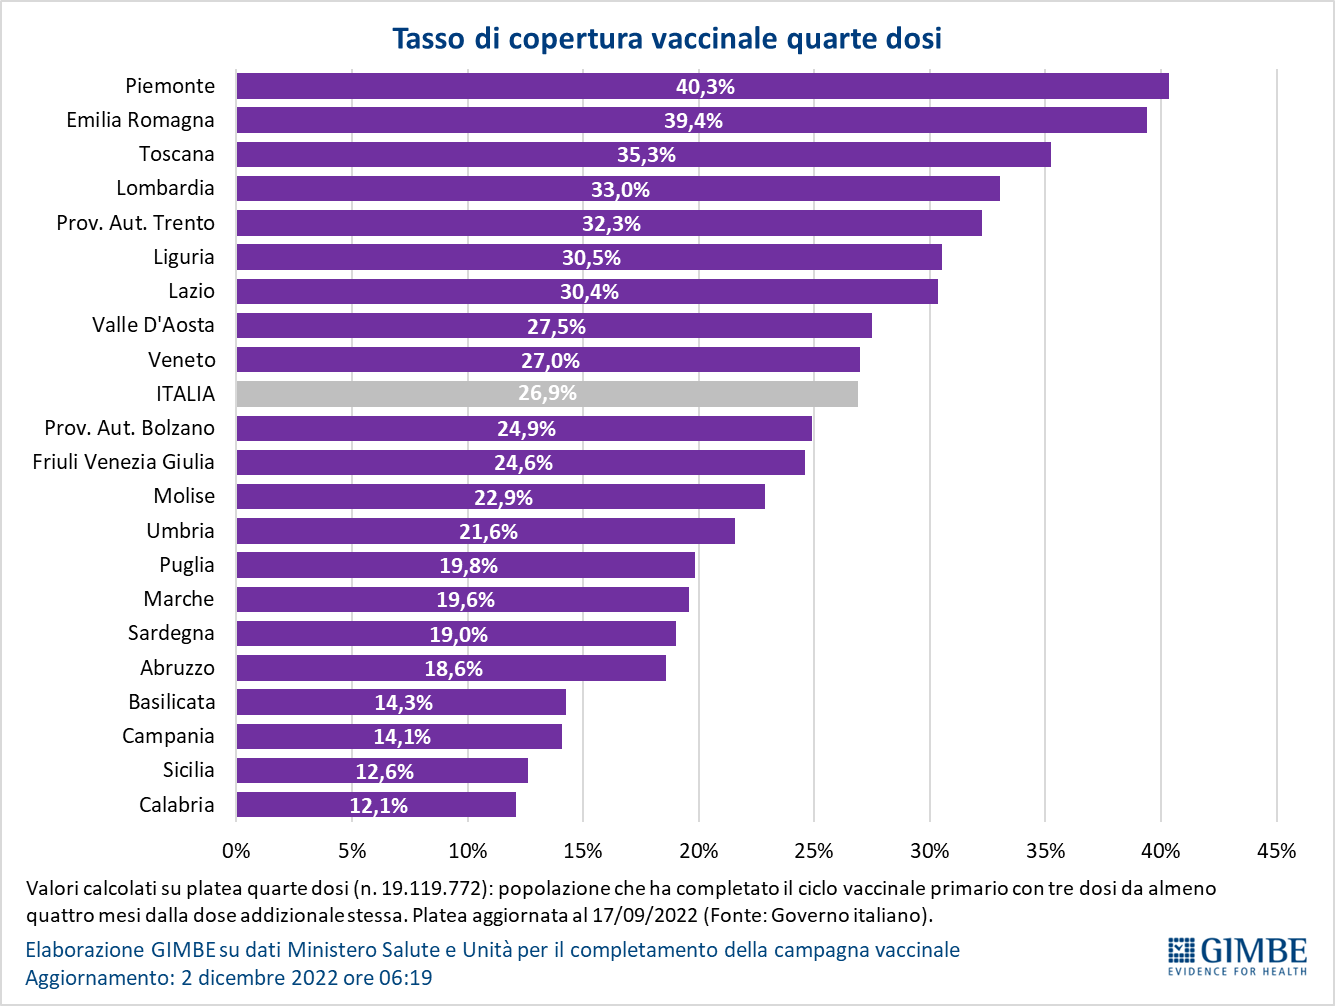 Tasso di copertura vaccinale quarte dosi
Piemonte 40,3%
Emilia Romagna 39,4%
Toscana 35,3%
Lombardia 33,0%
Prov. Aut. Trento 32,3%
Liguria 30,5%
Lazio 30,4%
Valle D'Aosta 27,5%
Veneto 27,0%
ITALIA 26,9%
Prov. Aut. Bolzano 24,9%
Friuli Venezia Giulia 24,6%
Molise 22,9%
Umbria 21,6%
Puglia 19,8%
Marche 19,6%
Sardegna 19,0%
Abruzzo 18,6%
Basilicata 14,3%
Campania 14,1%
Sicilia 12,6%
Calabria 12,1%
0% 5% 10% 15% 20% 25% 30% 35% 40% 45%
Valori calcolati su platea quarte dosi (n. 19.119.772): popolazione che ha completato il ciclo vaccinale primario con tre dosi da almeno
quattro mesi dalla dose addizionale stessa. Platea aggiornata al 17/09/2022 (Fonte: Governo italiano).
Elaborazione GIMBE su dati Ministero Salute e Unità per il completamento della campagna vaccinale
Aggiornamento: 2 dicembre 2022 ore 06:19
GIMBE
EVIDENCE FOR HEALTH